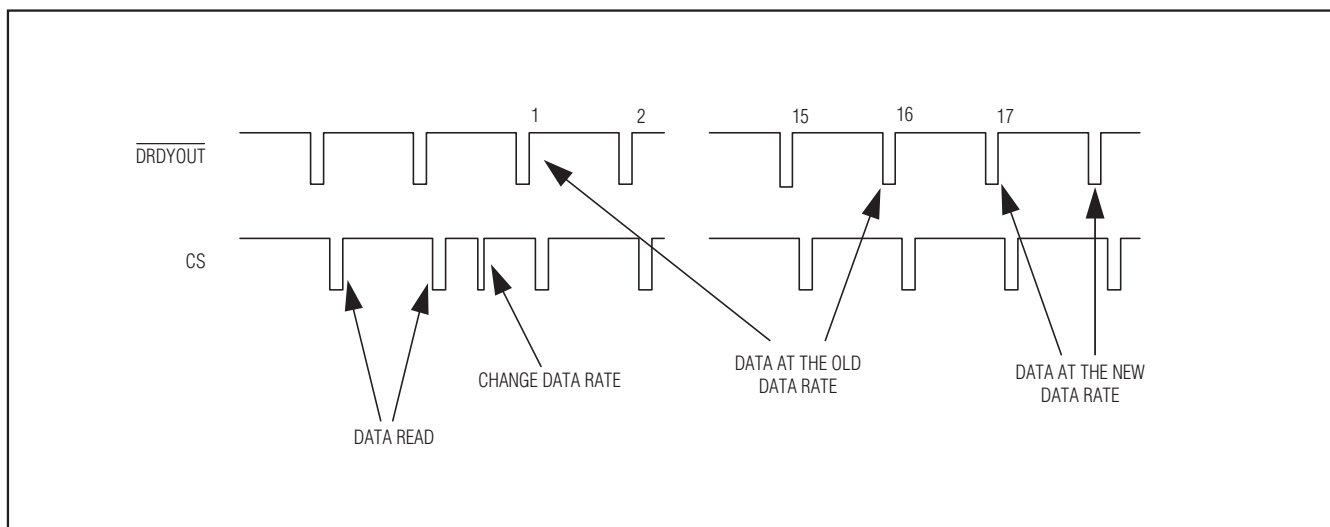 1 2 15 16 17
DRDYOUT
CS
CHANGE DATA RATE
DATA AT THE OLD
DATA RATE
DATA AT THE NEW
DATA RATE
DATA READ